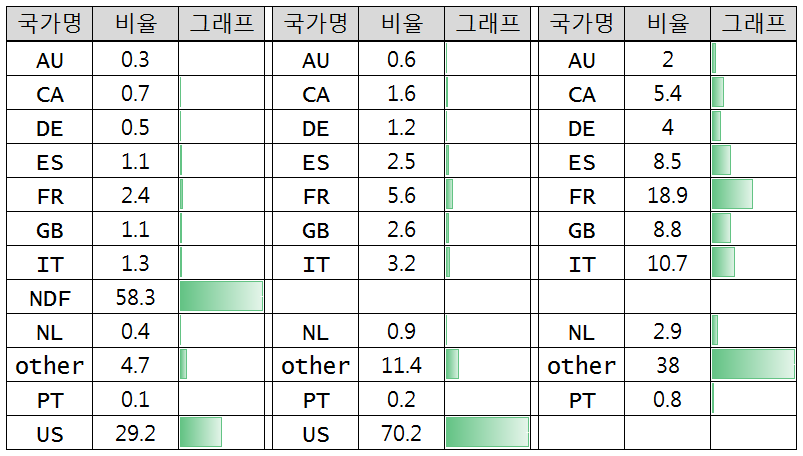 국가명 비율 그래프 국가명 비율 그래프 국가명 비율 그래프
AU 0.3 AU 0.6 AU 2
CA 0.7 CA 1.6 CA 5.4
DE 0.5 DE 1.2 DE 4
ES 1.1 ES 2.5 ES 8.5
FR 2.4 FR 5.6 FR 18.9
GB 1.1 GB 2.6 GB 8.8
IT 1.3 IT 3.2 IT 10.7
NDF 58.3
NL 0.4 NL 0.9 NL 2.9
other 4.7 other 11.4 other 38
PT 0.1 PT 0.2 PT 0.8
US 29.2 US 70.2